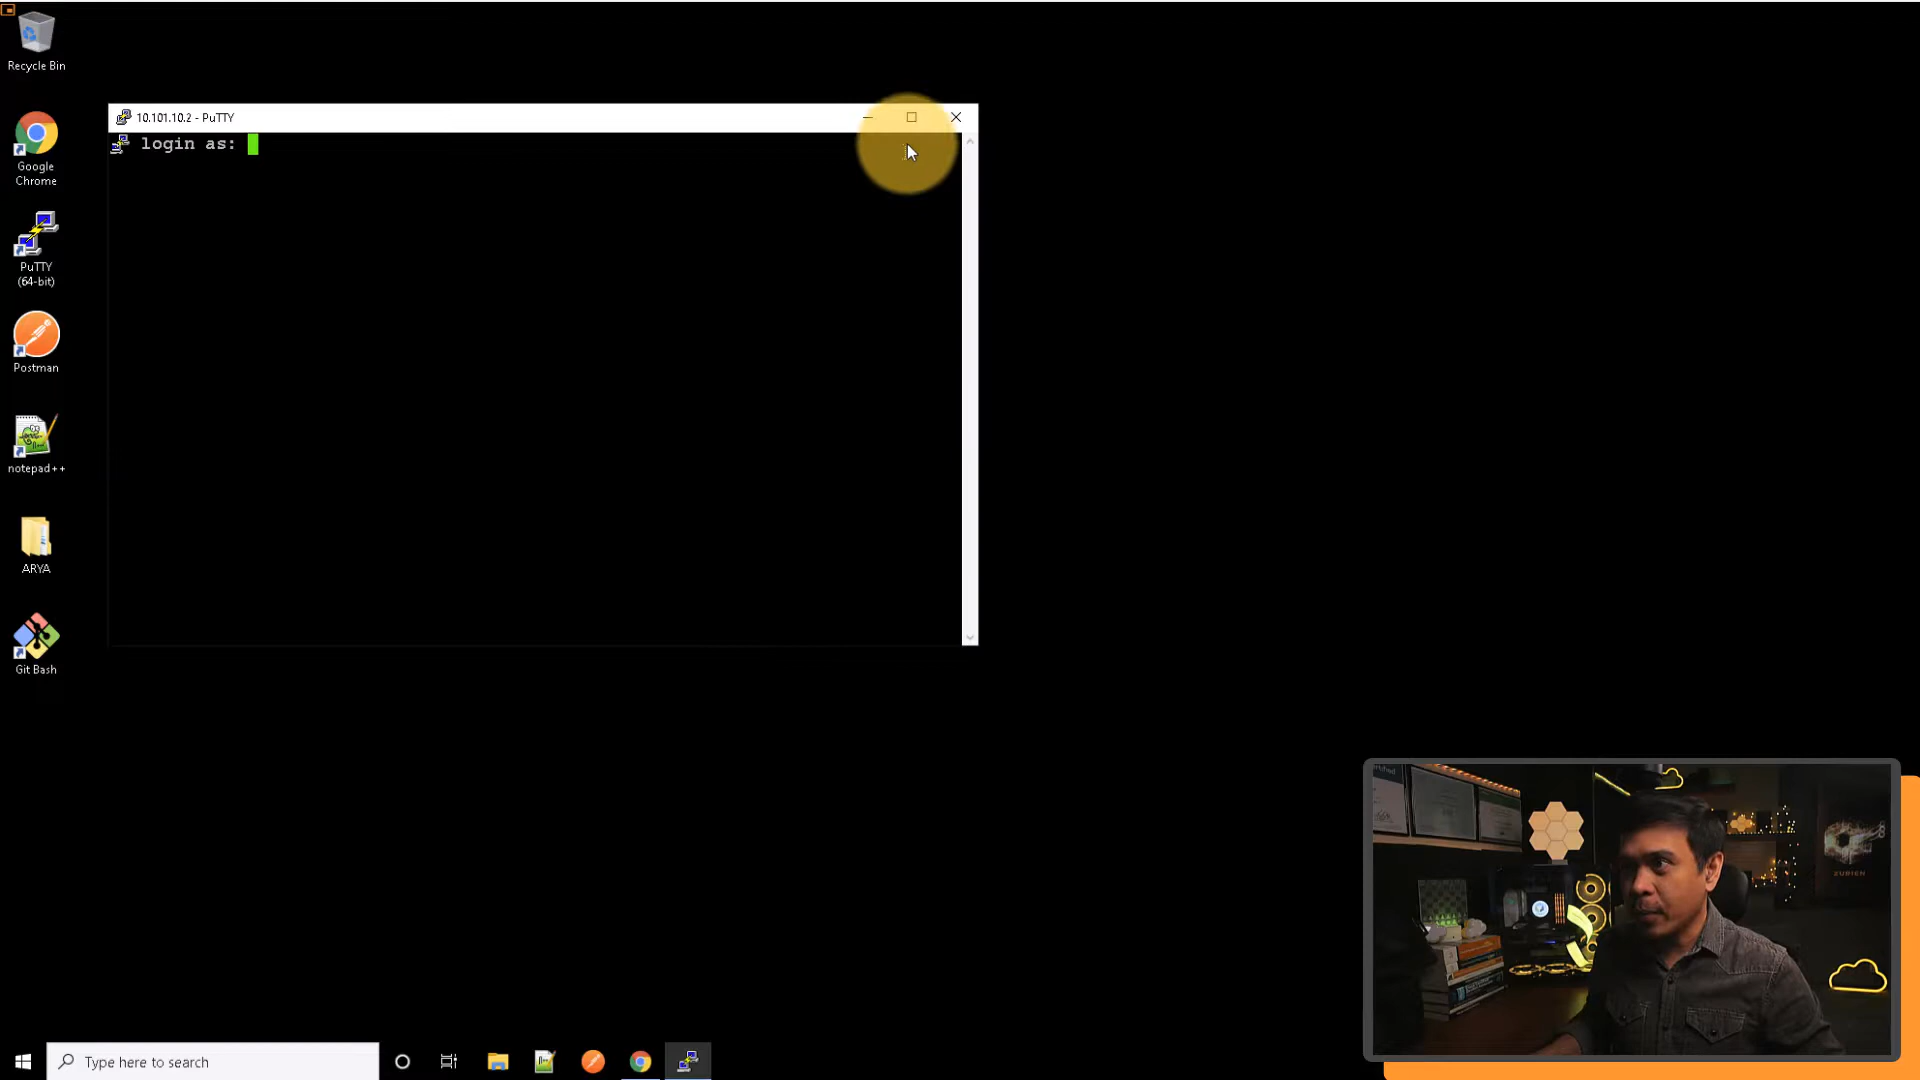 Recycle Bin
Google
Chrome
PuTTY
(64-bit)
Postman
notepad++
ARYA
Git Bash
10.101.10.2 - PuTTY
login as:
ZURICH
Type here to search